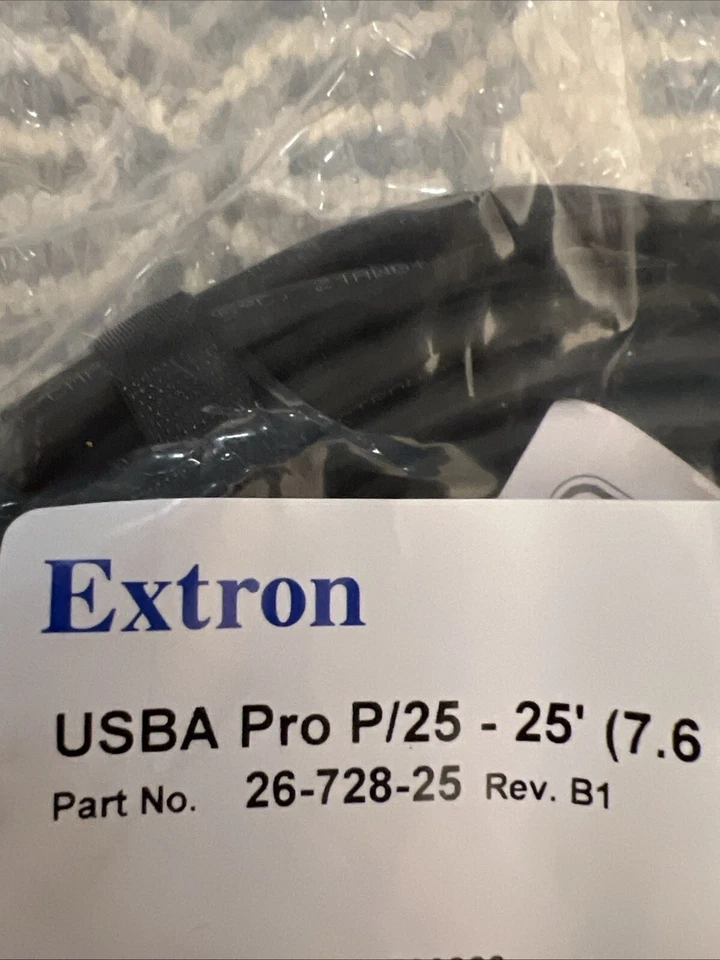 Extron
USBA Pro P/25 - 25' (7.6
Part No. 26-728-25 Rev. B1